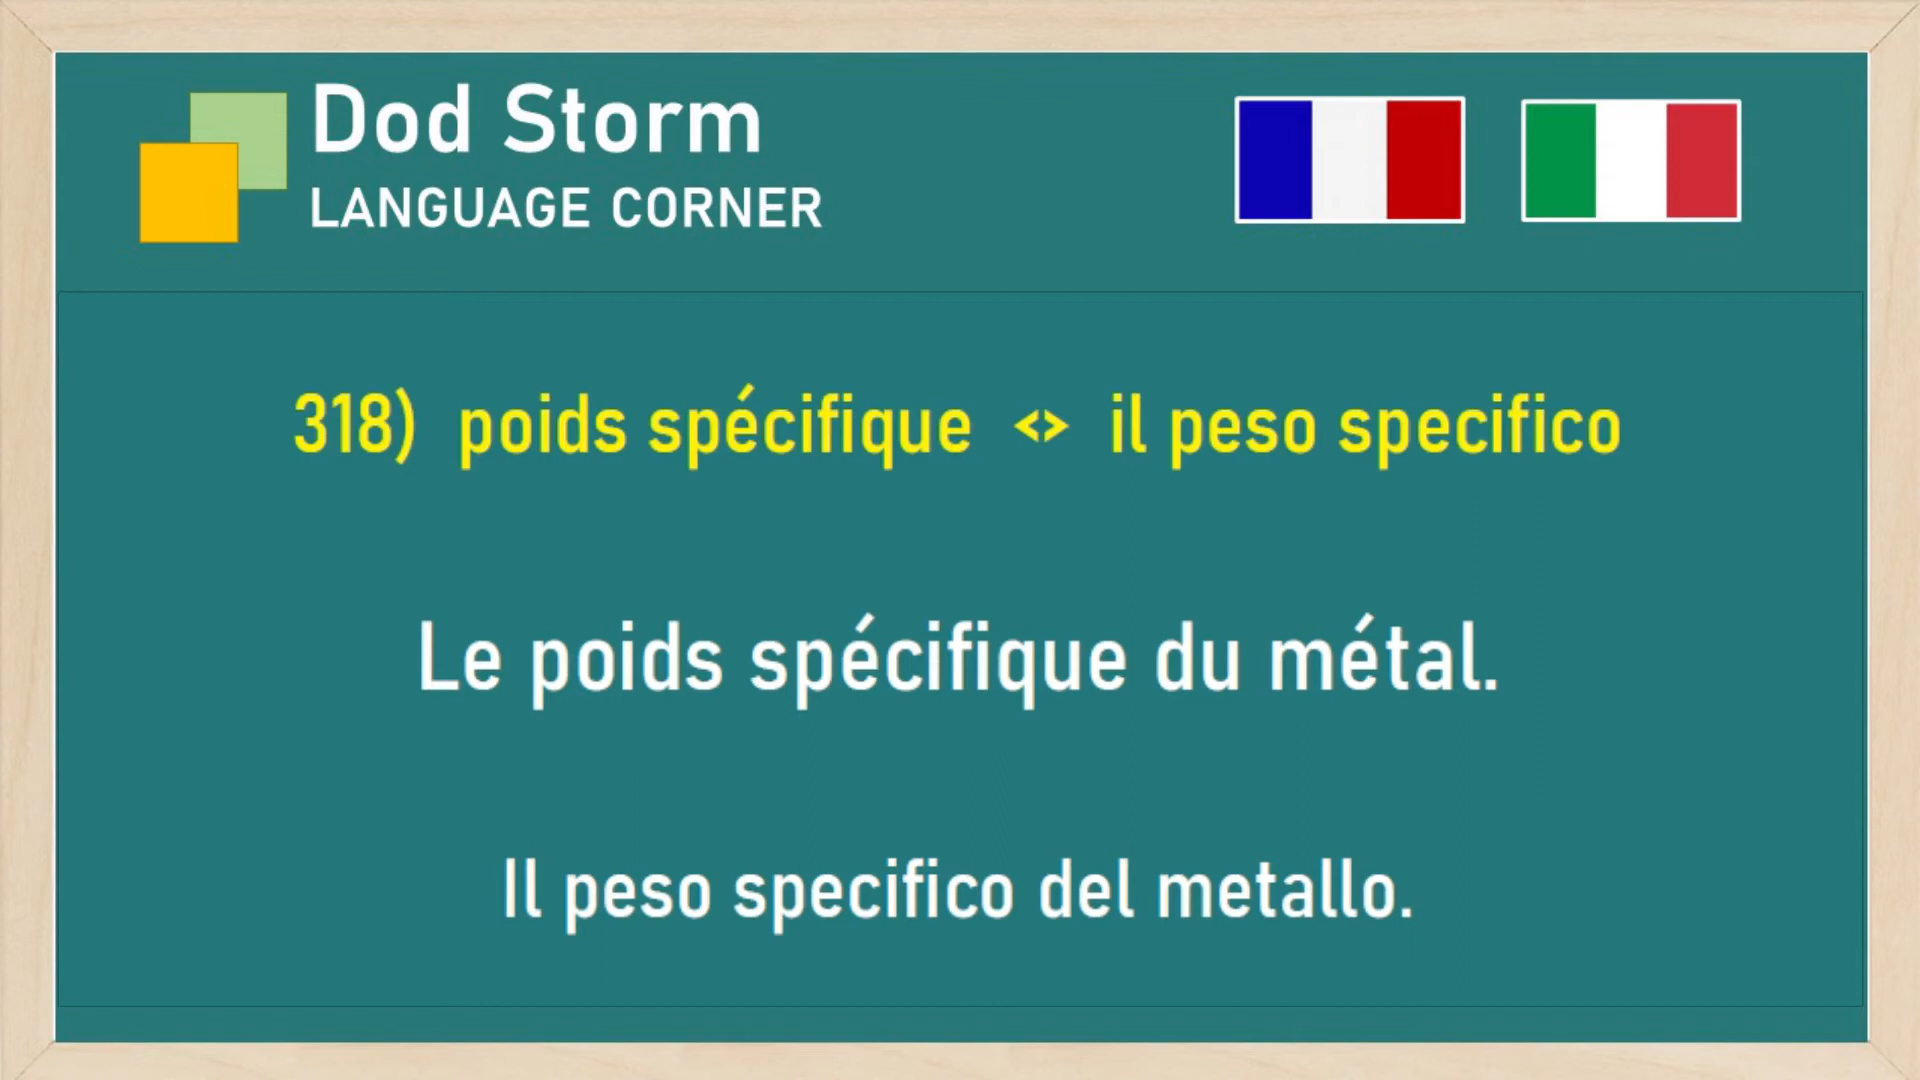 Dod Storm
LANGUAGE CORNER
318) poids spécifique <> il peso specifico
Le poids spécifique du métal.
Il peso specifico del metallo.